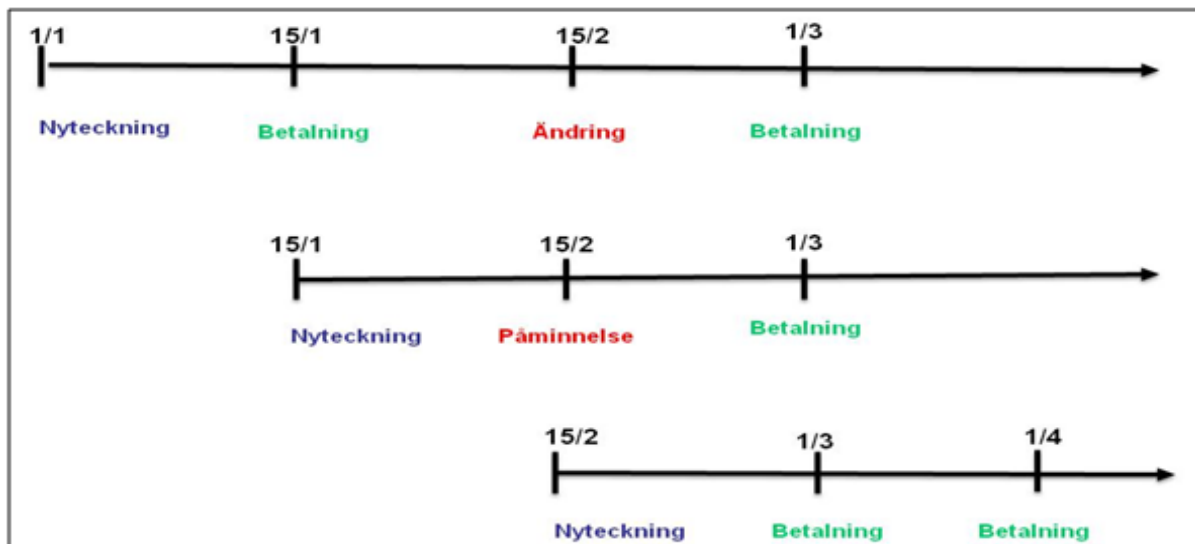 1/1 15/1 15/2 1/3
Nyteckning Betalning Ändring Betalning
15/1 15/2 1/3
Nyteckning Påminnelse Betalning
15/2 1/3 1/4
Nyteckning Betalning Betalning